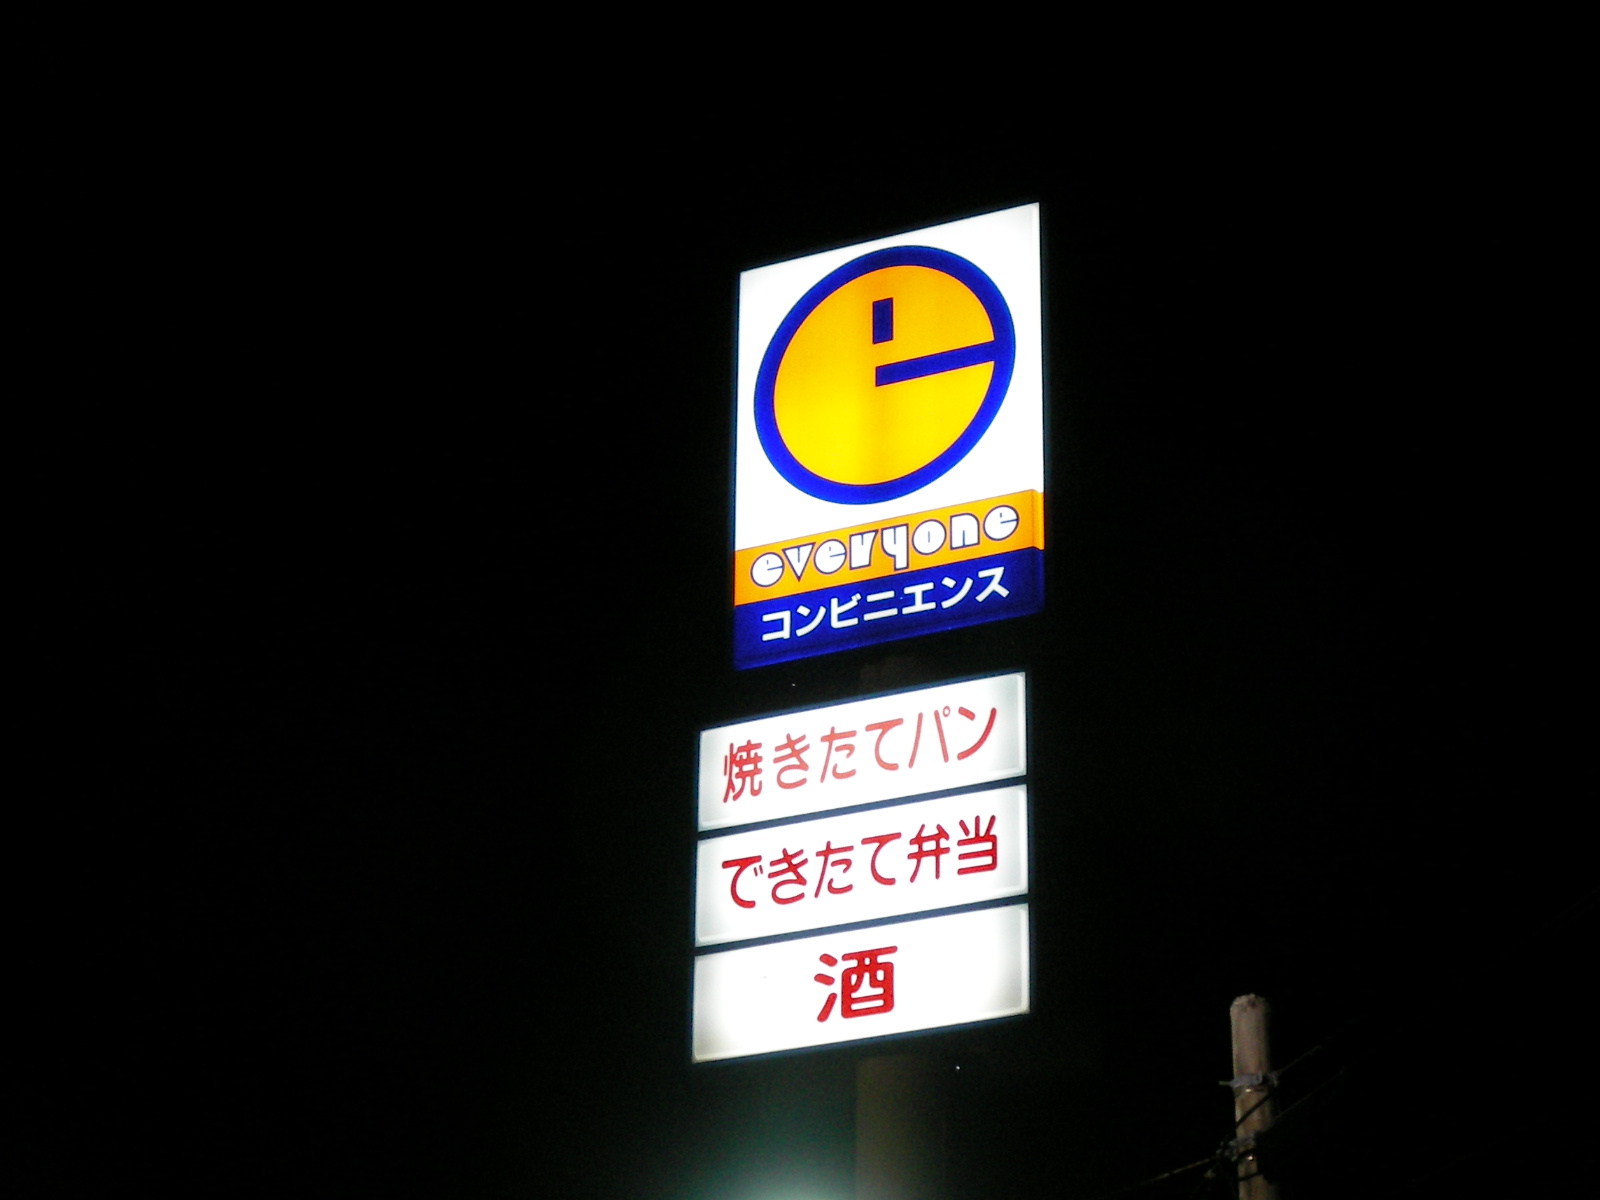 e
everyone
コンビニエンス
焼きたてパン
できたて弁当
酒